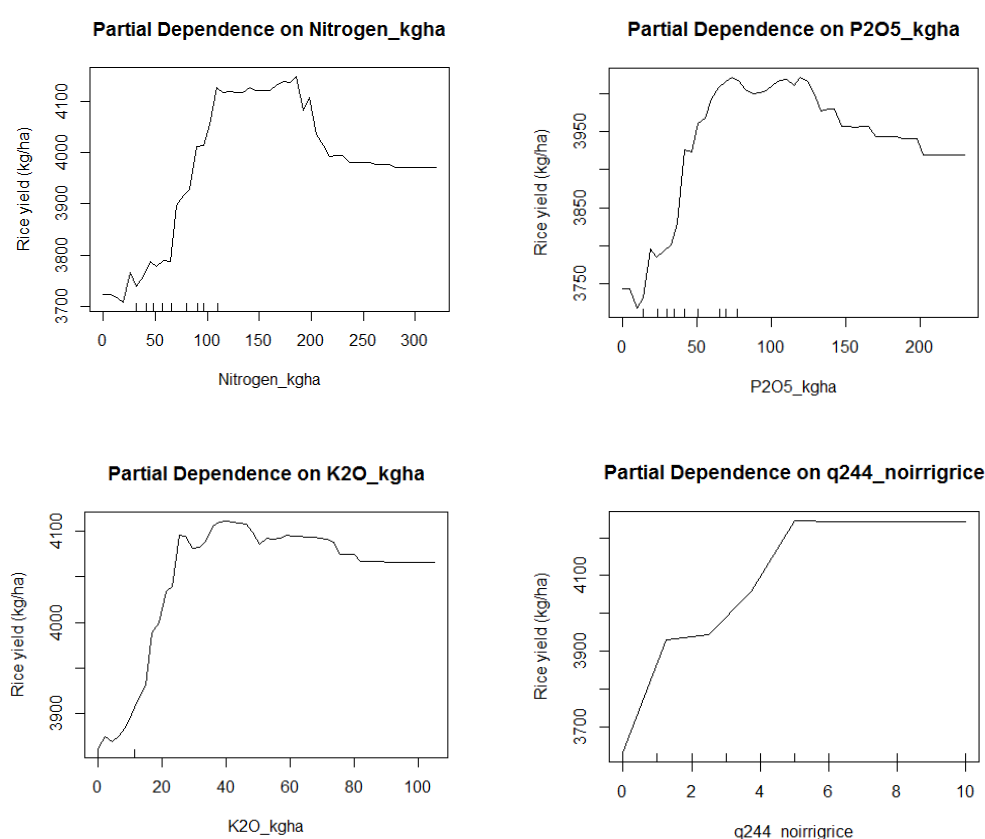 Partial Dependence on Nitrogen_kgha
Rice yield (kg/ha)
3700 3800 3900 4000 4100
0 50 100 150 200 250 300
Nitrogen_kgha
Partial Dependence on P2O5_kgha
Rice yield (kg/ha)
3750 3850 3950
0 50 100 150 200
P2O5_kgha
Partial Dependence on K2O_kgha
Rice yield (kg/ha)
3900 4000 4100
0 20 40 60 80 100
K2O_kgha
Partial Dependence on q244_noirrigrice
Rice yield (kg/ha)
3700 3900 4100
0 2 4 6 8 10
q244_noirrigrice